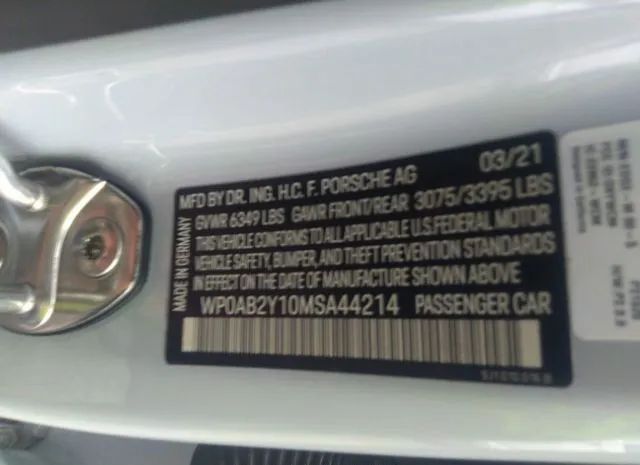 MFD BY DR. ING. H.C. F. PORSCHE AG 03/21
GVWR 6349 LBS GAWR FRONT/REAR 3075/3395 LBS
THIS VEHICLE CONFORMS TO ALL APPLICABLE U.S. FEDERAL MOTOR
VEHICLE SAFETY, BUMPER, AND THEFT PREVENTION STANDARDS
IN EFFECT ON THE DATE OF MANUFACTURE SHOWN ABOVE
WP0AB2Y10MSA44214 PASSENGER CAR
MADE IN GERMANY